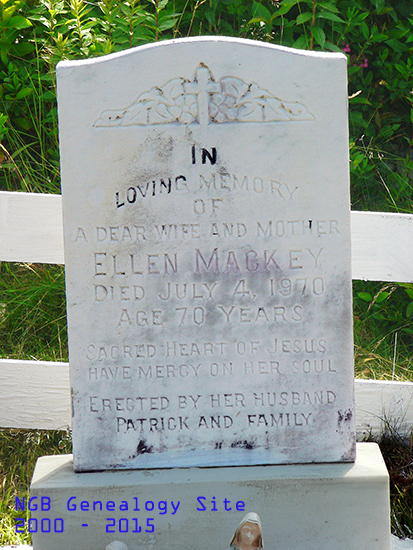 IN
LOVING MEMORY
OF
A DEAR WIFE AND MOTHER
ELLEN MACKEY
DIED JULY 4, 1970
AGE 70 YEARS
SACRED HEART OF JESUS
HAVE MERCY ON HER SOUL
ERECTED BY HER HUSBAND
PATRICK AND FAMILY
NGB Genealogy Site
2000 - 2015